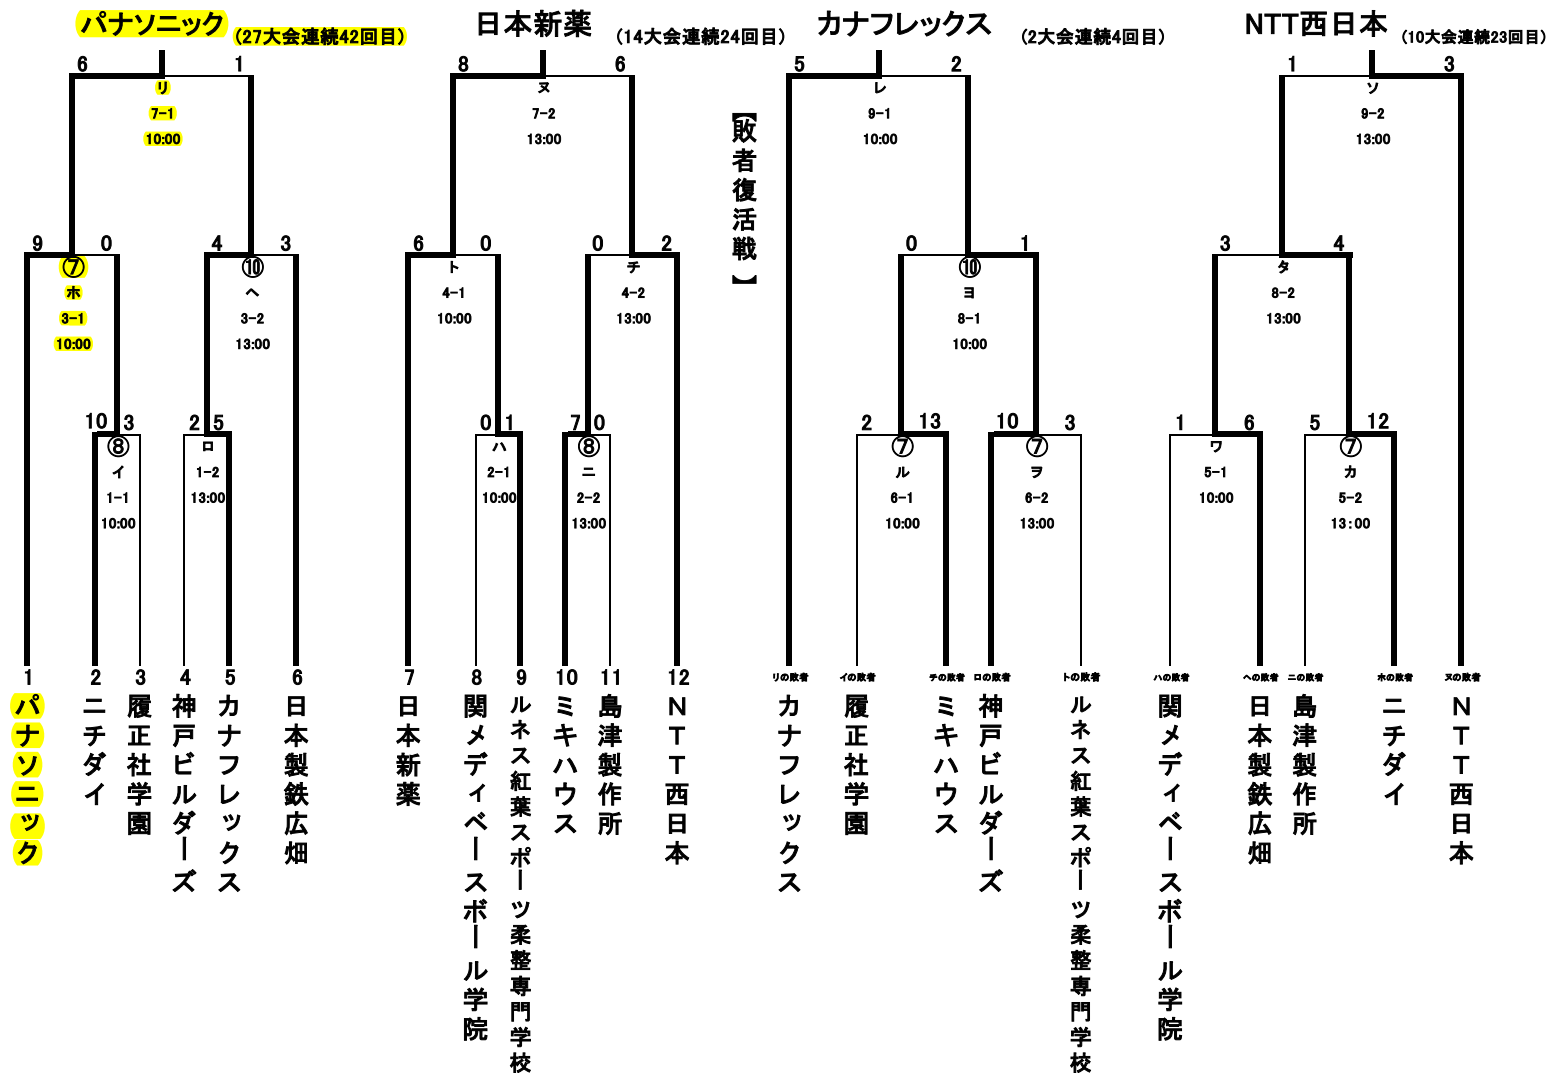 パナソニック (27大会連続42回目)
日本新薬 (14大会連続24回目)
カナフレックス (2大会連続4回目)
NTT西日本 (10大会連続23回目)
6 1
リ
7-1
10:00
8 6
ヌ
7-2
13:00
【敗者復活戦】
5 2
レ
9-1
10:00
1 3
ソ
9-2
13:00
9 0
⑦
ホ
3-1
10:00
4 3
⑩
ヘ
3-2
13:00
6 0
ト
4-1
10:00
0 2
チ
4-2
13:00
0 1
⑩
ヨ
8-1
10:00
3 4
タ
8-2
13:00
10 3
⑧
イ
1-1
10:00
2 5
ロ
1-2
13:00
0 1
ハ
2-1
10:00
7 0
⑧
ニ
2-2
13:00
2 13
⑦
ル
6-1
10:00
10 3
⑦
ヲ
6-2
13:00
1 6
ワ
5-1
10:00
5 12
⑦
カ
5-2
13:00
1
パナソニック
2
ニチダイ
3
履正社学園
4
神戸ビルダーズ
5
カナフレックス
6
日本製鉄広畑
7
日本新薬
8
関メディベースボール学院
9
ルネス紅葉スポーツ柔整専門学校
10
ミキハウス
11
島津製作所
12
NTT西日本
リの敗者
カナフレックス
イの敗者
履正社学園
チの敗者
ミキハウス
ロの敗者
神戸ビルダーズ
トの敗者
ルネス紅葉スポーツ柔整専門学校
ハの敗者
関メディベースボール学院
ヘの敗者
日本製鉄広畑
ニの敗者
島津製作所
ホの敗者
ニチダイ
ヌの敗者
NTT西日本